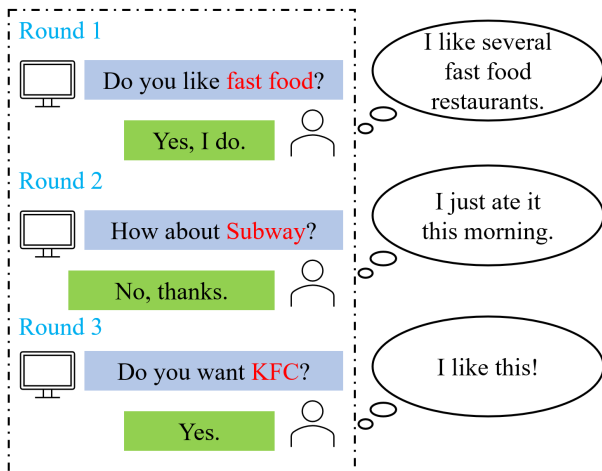 Round 1
Do you like fast food?
Yes, I do.
I like several
fast food
restaurants.
Round 2
How about Subway?
No, thanks.
I just ate it
this morning.
Round 3
Do you want KFC?
Yes.
I like this!